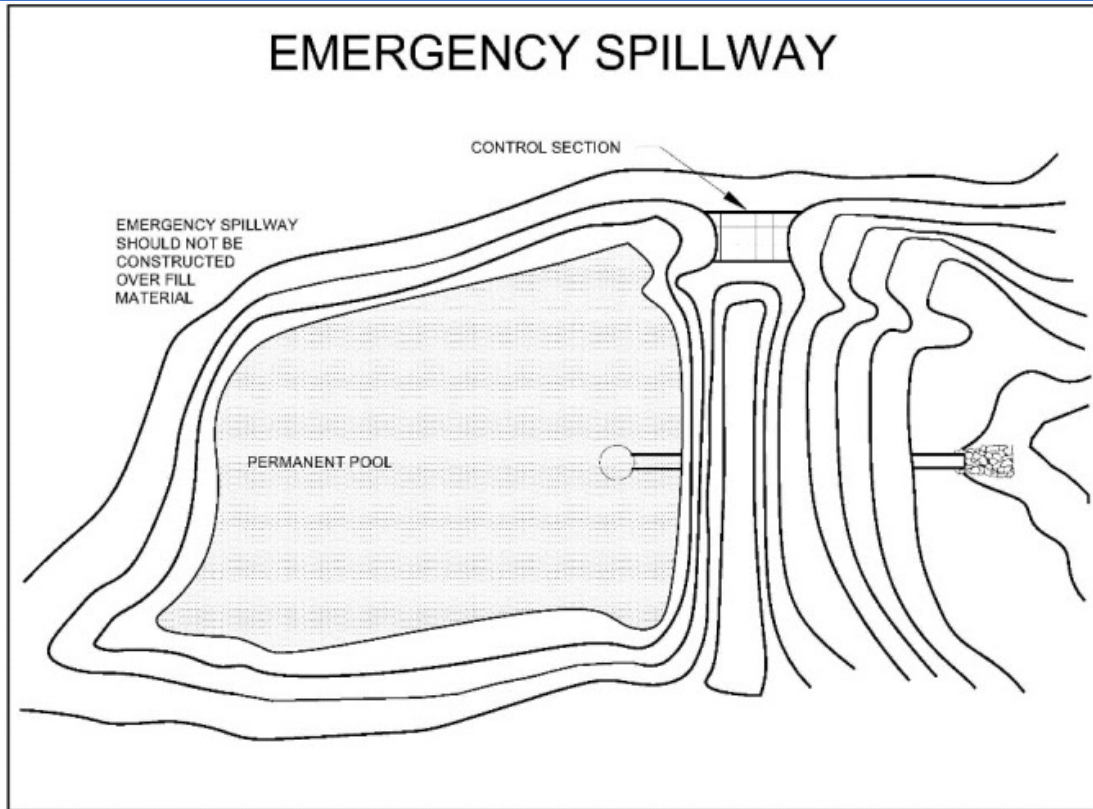 EMERGENCY SPILLWAY
CONTROL SECTION
EMERGENCY SPILLWAY
SHOULD NOT BE
CONSTRUCTED
OVER FILL
MATERIAL
PERMANENT POOL